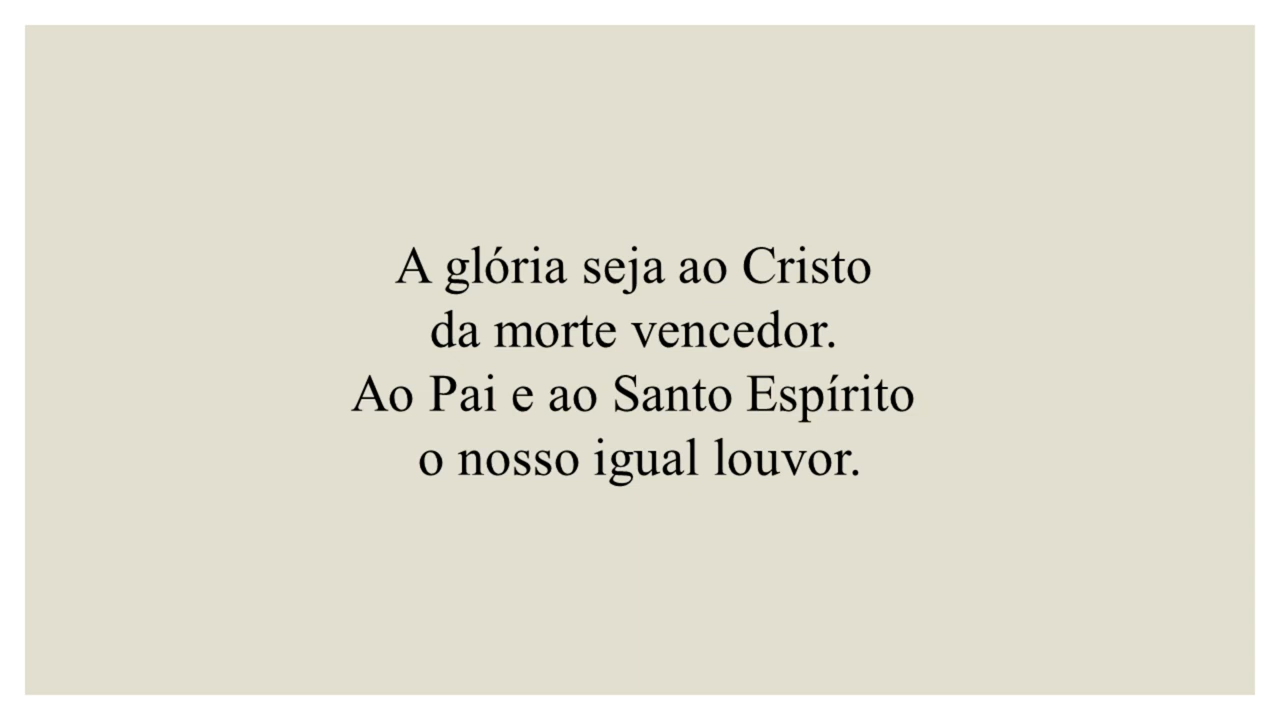 A glória seja ao Cristo
da morte vencedor.
Ao Pai e ao Santo Espírito
o nosso igual louvor.